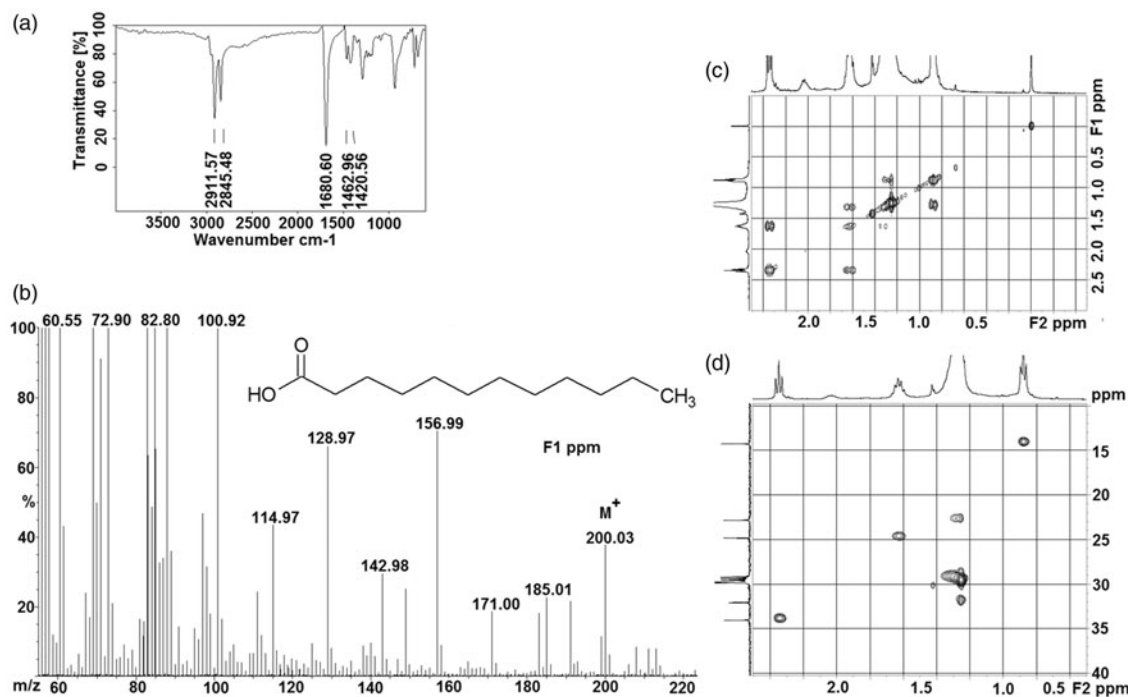 (a)
Transmittance [%]
100
80
60
40
20
0
2911.57
2845.48
1680.60
1462.96
1420.56
3500 3000 2500 2000 1500 1000
Wavenumber cm-1
(b)
100
80
60
40
20
%
60.55 72.90 82.80 100.92
O
HO
CH3
F1 ppm
156.99
128.97
114.97
142.98
171.00
185.01
M+
200.03
m/z 60 80 100 120 140 160 180 200 220
(c)
F1 ppm
0.5
1.0
1.5
2.0
2.5
2.0 1.5 1.0 0.5 F2 ppm
(d)
ppm
15
20
25
30
35
40
2.0 1.5 1.0 F2 ppm